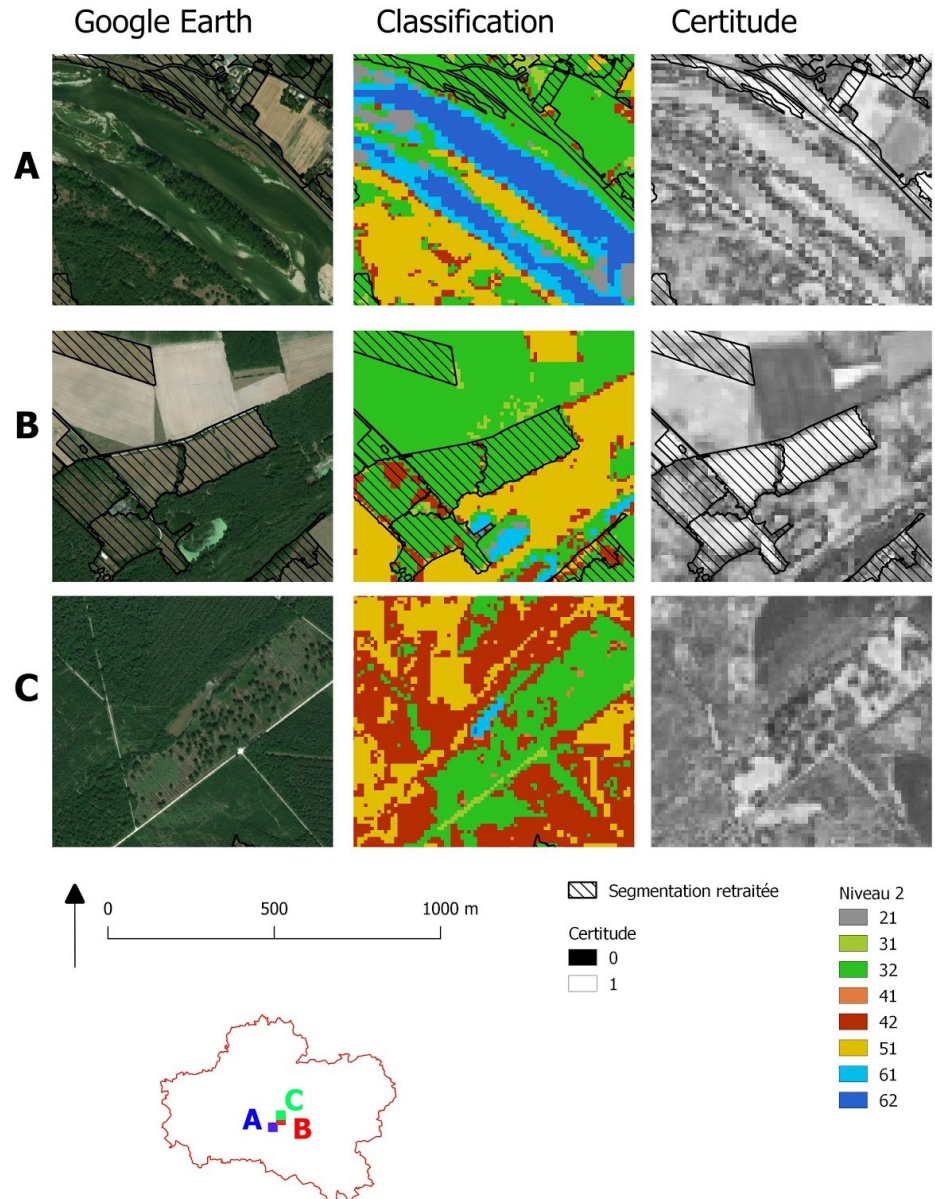 Google Earth Classification Certitude
A
B
C
0 500 1000 m
Segmentation retraitée
Certitude
0
1
Niveau 2
21
31
32
41
42
51
61
62
C
A
B